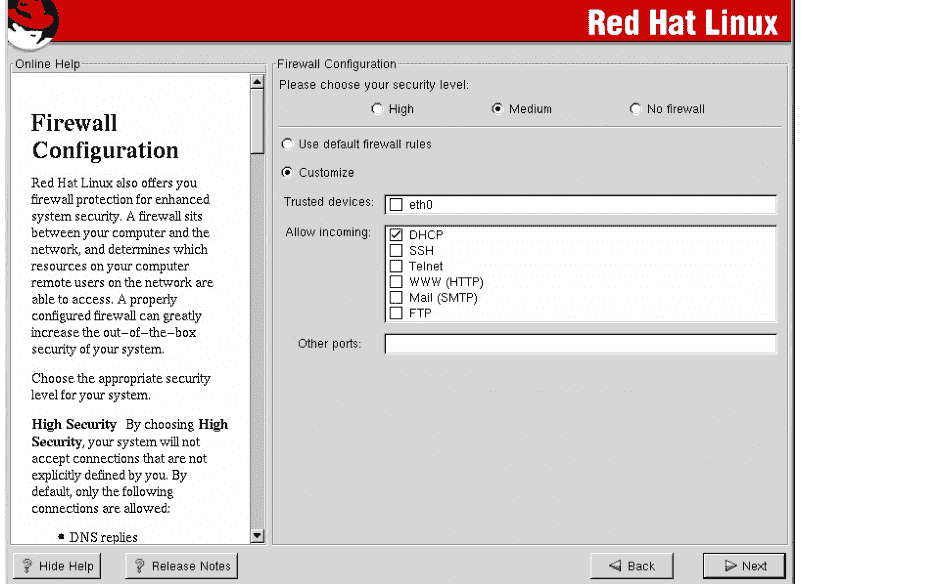 Red Hat Linux
Online Help
Firewall
Configuration
Red Hat Linux also offers you
firewall protection for enhanced
system security. A firewall sits
between your computer and the
network, and determines which
resources on your computer
remote users on the network are
able to access. A properly
configured firewall can greatly
increase the out-of-the-box
security of your system.
Choose the appropriate security
level for your system.
High Security By choosing High
Security, your system will not
accept connections that are not
explicitly defined by you. By
default, only the following
connections are allowed:
DNS replies
Firewall Configuration
Please choose your security level:
High Medium No firewall
Use default firewall rules
Customize
Trusted devices: eth0
Allow incoming: DHCP
SSH
Telnet
WWW (HTTP)
Mail (SMTP)
FTP
Other ports:
Hide Help Release Notes Back Next